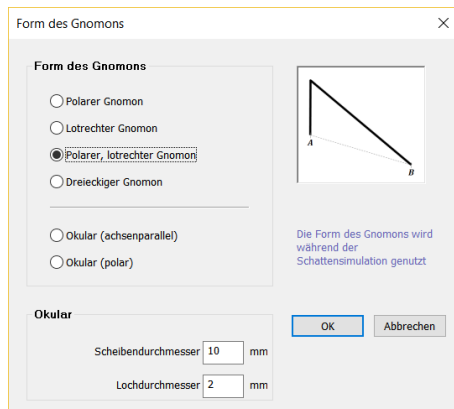 Form des Gnomons
Form des Gnomons
Polarer Gnomon
Lotrechter Gnomon
Polarer, lotrechter Gnomon
Dreieckiger Gnomon
Okular (achsenparallel)
Okular (polar)
A
B
Die Form des Gnomons wird
während der
Schattensimulation genutzt
Okular
Scheibendurchmesser 10 mm
Lochdurchmesser 2 mm
OK Abbrechen